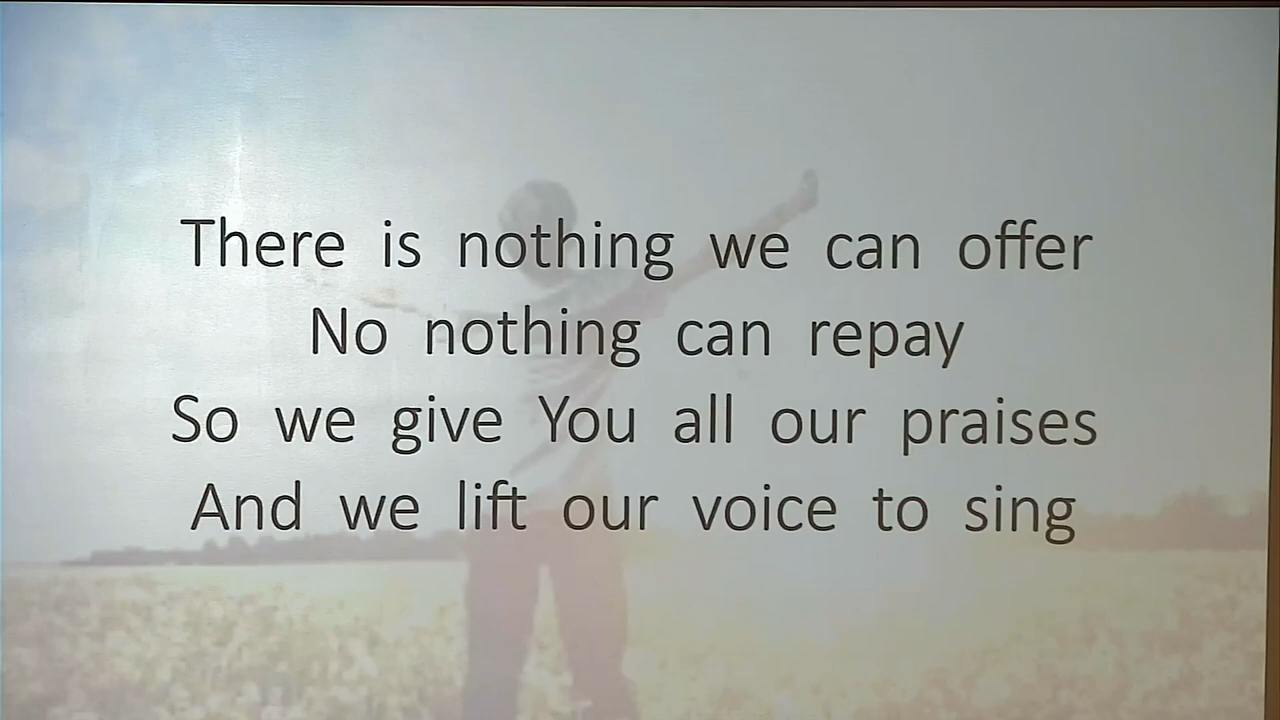 There is nothing we can offer
No nothing can repay
So we give You all our praises
And we lift our voice to sing